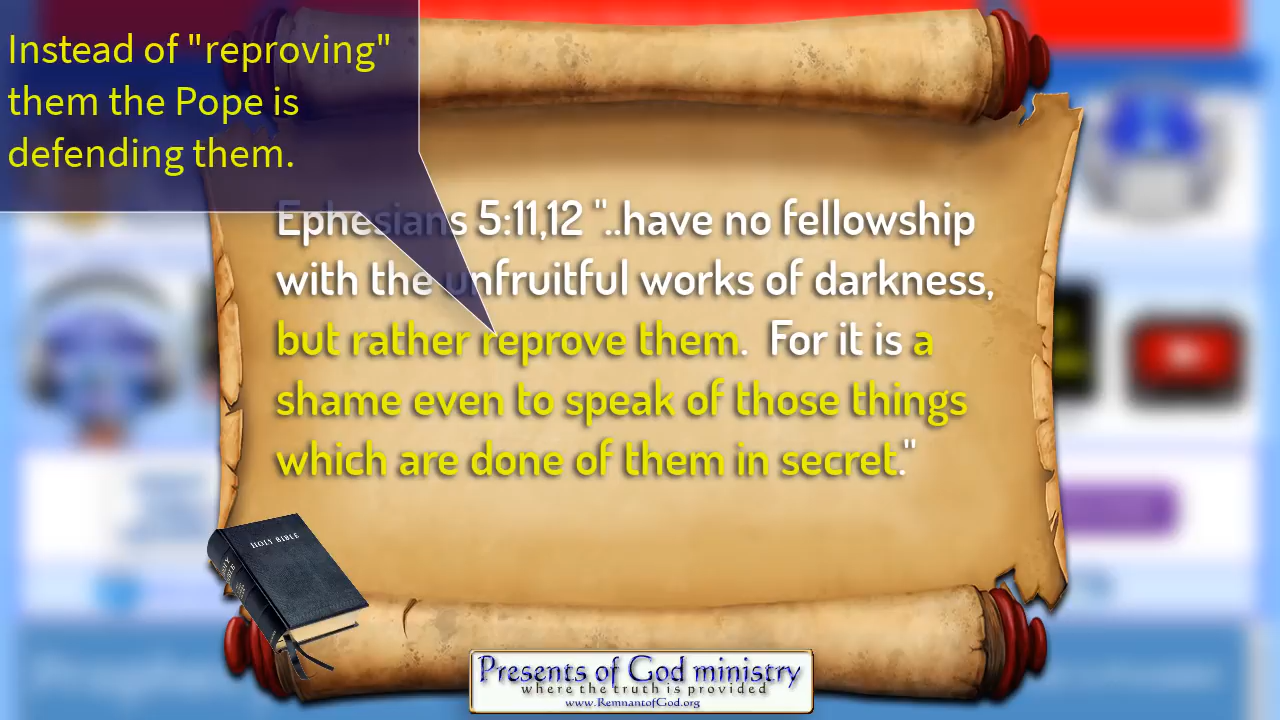 Instead of "reproving"
them the Pope is
defending them.
Ephesians 5:11,12 "..have no fellowship
with the unfruitful works of darkness,
but rather reprove them.  For it is a
shame even to speak of those things
which are done of them in secret."
HOLY BIBLE
Presents of God ministry
where the truth is provided
www.RemnantofGod.org